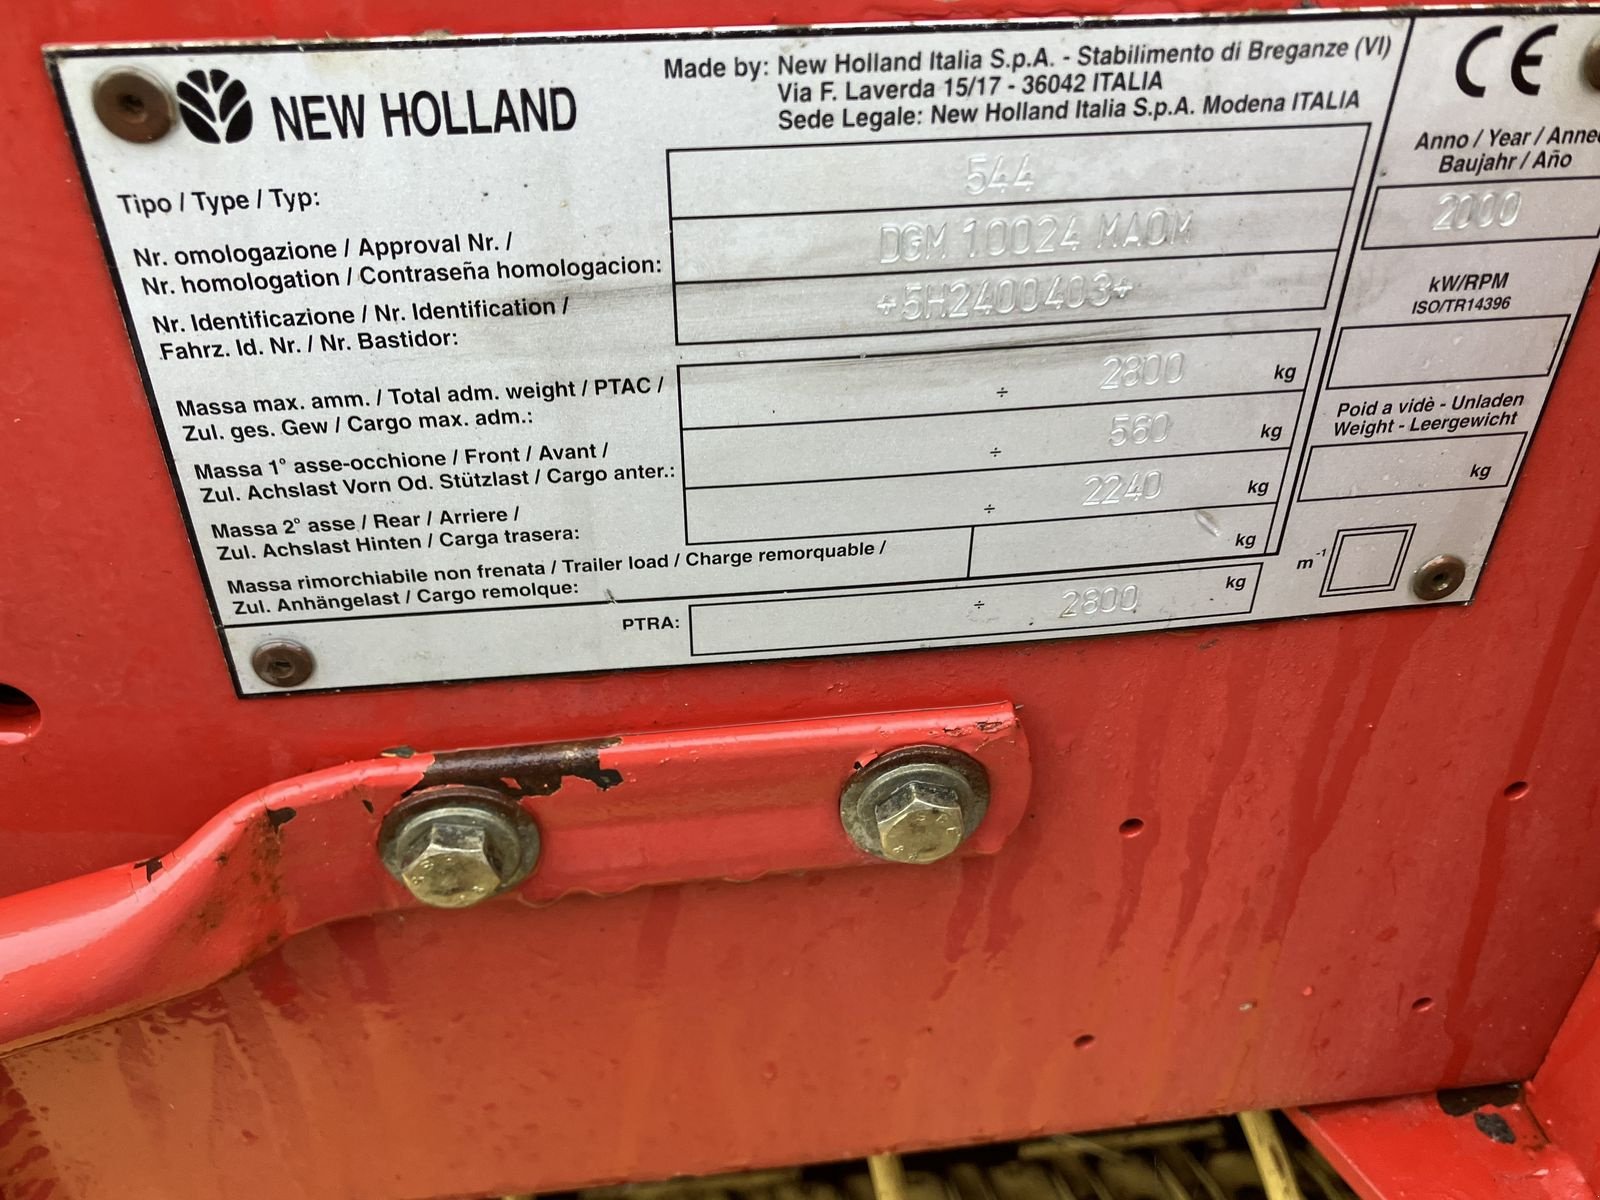 NEW HOLLAND
Made by: New Holland Italia S.p.A. - Stabilimento di Breganze (VI)
Via F. Laverda 15/17 - 36042 ITALIA
Sede Legale: New Holland Italia S.p.A. Modena ITALIA
CE
Anno / Year / Année
Baujahr / Año
2000
Tipo / Type / Typ:
544
Nr. omologazione / Approval Nr. /
Nr. homologation / Contraseña homologacion:
DGM 10024 MAOM
Nr. Identificazione / Nr. Identification /
Fahrz. Id. Nr. / Nr. Bastidor:
+5H2400403+
kW/RPM
ISO/TR14396
Massa max. amm. / Total adm. weight / PTAC /
Zul. ges. Gew / Cargo max. adm.:
÷ 2800 kg
Poid a vidè - Unladen
Weight - Leergewicht
kg
Massa 1° asse-occhione / Front / Avant /
Zul. Achslast Vorn Od. Stützlast / Cargo anter.:
÷ 560 kg
Massa 2° asse / Rear / Arriere /
Zul. Achslast Hinten / Carga trasera:
÷ 2240 kg
Massa rimorchiabile non frenata / Trailer load / Charge remorquable /
Zul. Anhängelast / Cargo remolque:
kg
m⁻¹
PTRA: ÷ 2800 kg